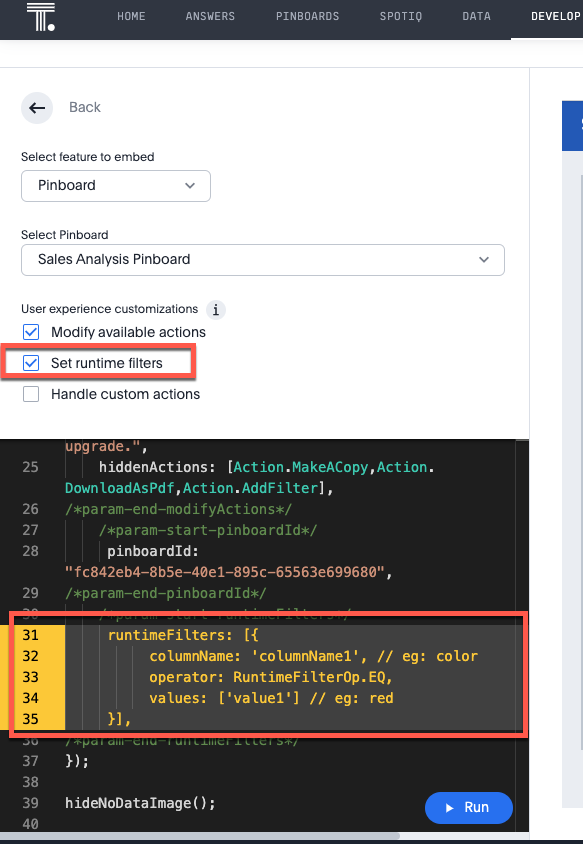 T.
HOME ANSWERS PINBOARDS SPOTIQ DATA DEVELOP
Back
Select feature to embed
Pinboard
Select Pinboard
Sales Analysis Pinboard
User experience customizations i
Modify available actions
Set runtime filters
Handle custom actions
upgrade.",
25 hiddenActions: [Action.MakeACopy,Action.
DownloadAsPdf,Action.AddFilter],
26 /*param-end-modifyActions*/
27 /*param-start-pinboardId*/
28 pinboardId:
"fc842eb4-8b5e-40e1-895c-65563e699680",
29 /*param-end-pinboardId*/
30 /*param-start-runtimeFilters*/
31 runtimeFilters: [{
32 columnName: 'columnName1', // eg: color
33 operator: RuntimeFilterOp.EQ,
34 values: ['value1'] // eg: red
35 }],
36 /*param-end-runtimeFilters*/
37 });
38
39 hideNoDataImage();
40
Run